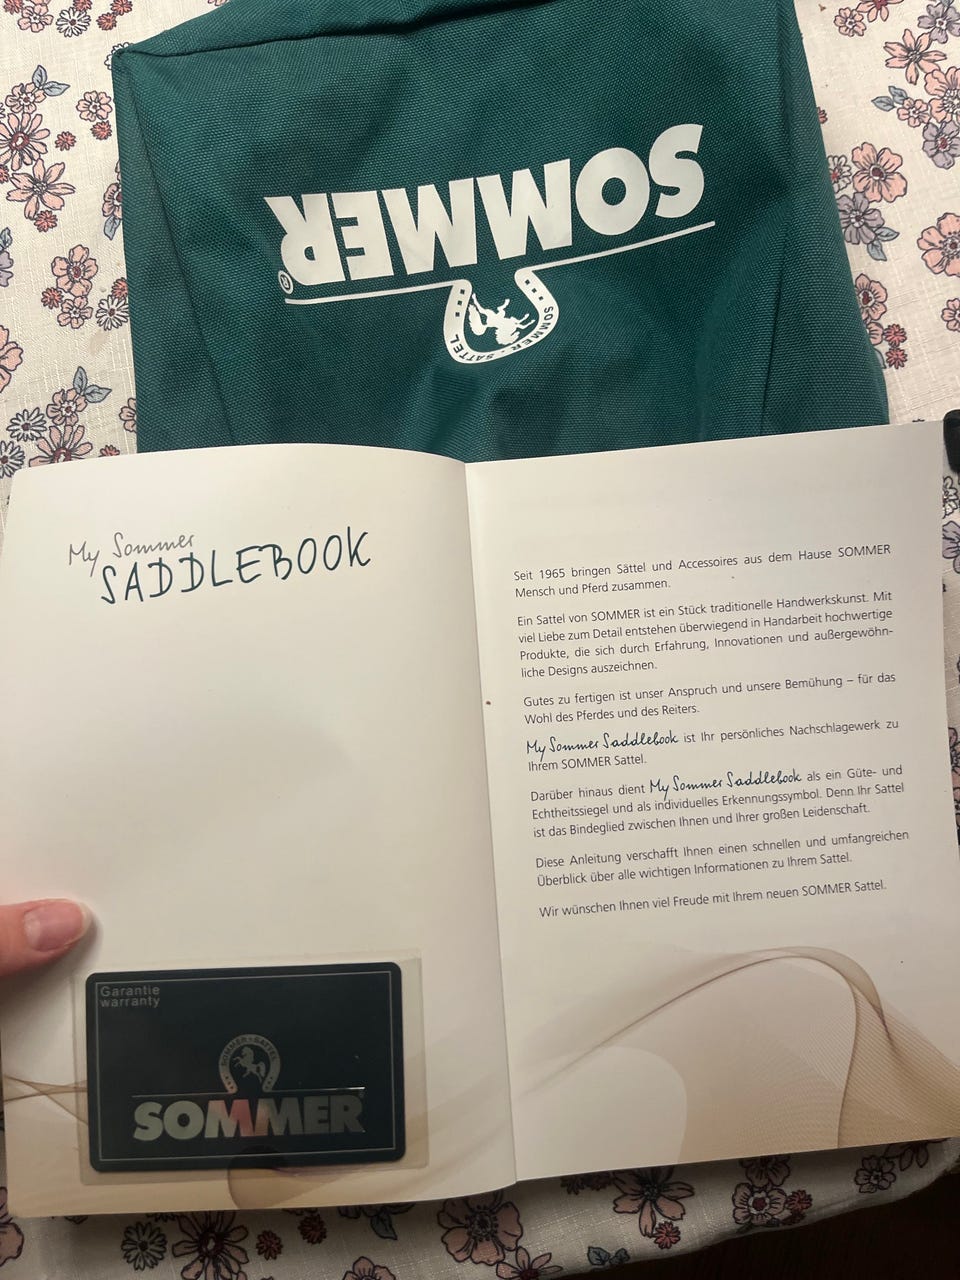 SOMMER®
SOMMER · SATTEL
My Sommer
SADDLEBOOK
Garantie
warranty
SOMMER · SATTEL
SOMMER®
Seit 1965 bringen Sättel und Accessoires aus dem Hause SOMMER
Mensch und Pferd zusammen.
Ein Sattel von SOMMER ist ein Stück traditionelle Handwerkskunst. Mit
viel Liebe zum Detail entstehen überwiegend in Handarbeit hochwertige
Produkte, die sich durch Erfahrung, Innovationen und außergewöhn-
liche Designs auszeichnen.
Gutes zu fertigen ist unser Anspruch und unsere Bemühung – für das
Wohl des Pferdes und des Reiters.
My Sommer Saddlebook ist Ihr persönliches Nachschlagewerk zu
Ihrem SOMMER Sattel.
Darüber hinaus dient My Sommer Saddlebook als ein Güte- und
Echtheitssiegel und als individuelles Erkennungssymbol. Denn Ihr Sattel
ist das Bindeglied zwischen Ihnen und Ihrer großen Leidenschaft.
Diese Anleitung verschafft Ihnen einen schnellen und umfangreichen
Überblick über alle wichtigen Informationen zu Ihrem Sattel.
Wir wünschen Ihnen viel Freude mit Ihrem neuen SOMMER Sattel.